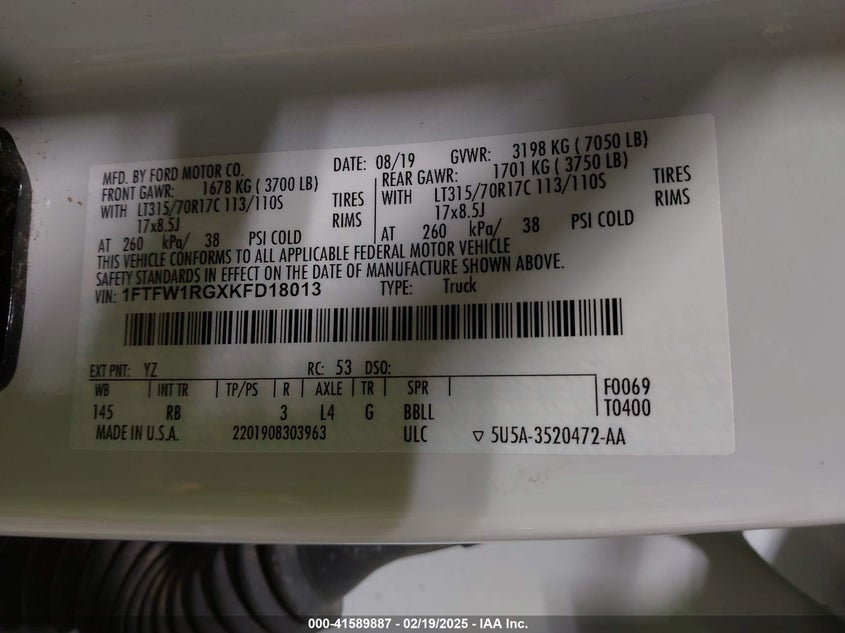 MFD. BY FORD MOTOR CO. DATE: 08/19 GVWR: 3198 KG ( 7050 LB)
FRONT GAWR: 1678 KG ( 3700 LB) REAR GAWR: 1701 KG ( 3750 LB)
WITH LT315/70R17C 113/110S TIRES WITH LT315/70R17C 113/110S TIRES
17x8.5J RIMS 17x8.5J RIMS
AT 260 kPa/ 38 PSI COLD AT 260 kPa/ 38 PSI COLD
THIS VEHICLE CONFORMS TO ALL APPLICABLE FEDERAL MOTOR VEHICLE
SAFETY STANDARDS IN EFFECT ON THE DATE OF MANUFACTURE SHOWN ABOVE.
VIN: 1FTFW1RGXKFD18013 TYPE: Truck
EXT PNT: YZ RC: 53 DSO:
WB INT TR TP/PS R AXLE TR SPR F0069
145 RB 3 L4 G BBLL T0400
MADE IN U.S.A. 2201908303963 ULC ▽ 5U5A-3520472-AA
000-41589887 - 02/19/2025 - IAA Inc.